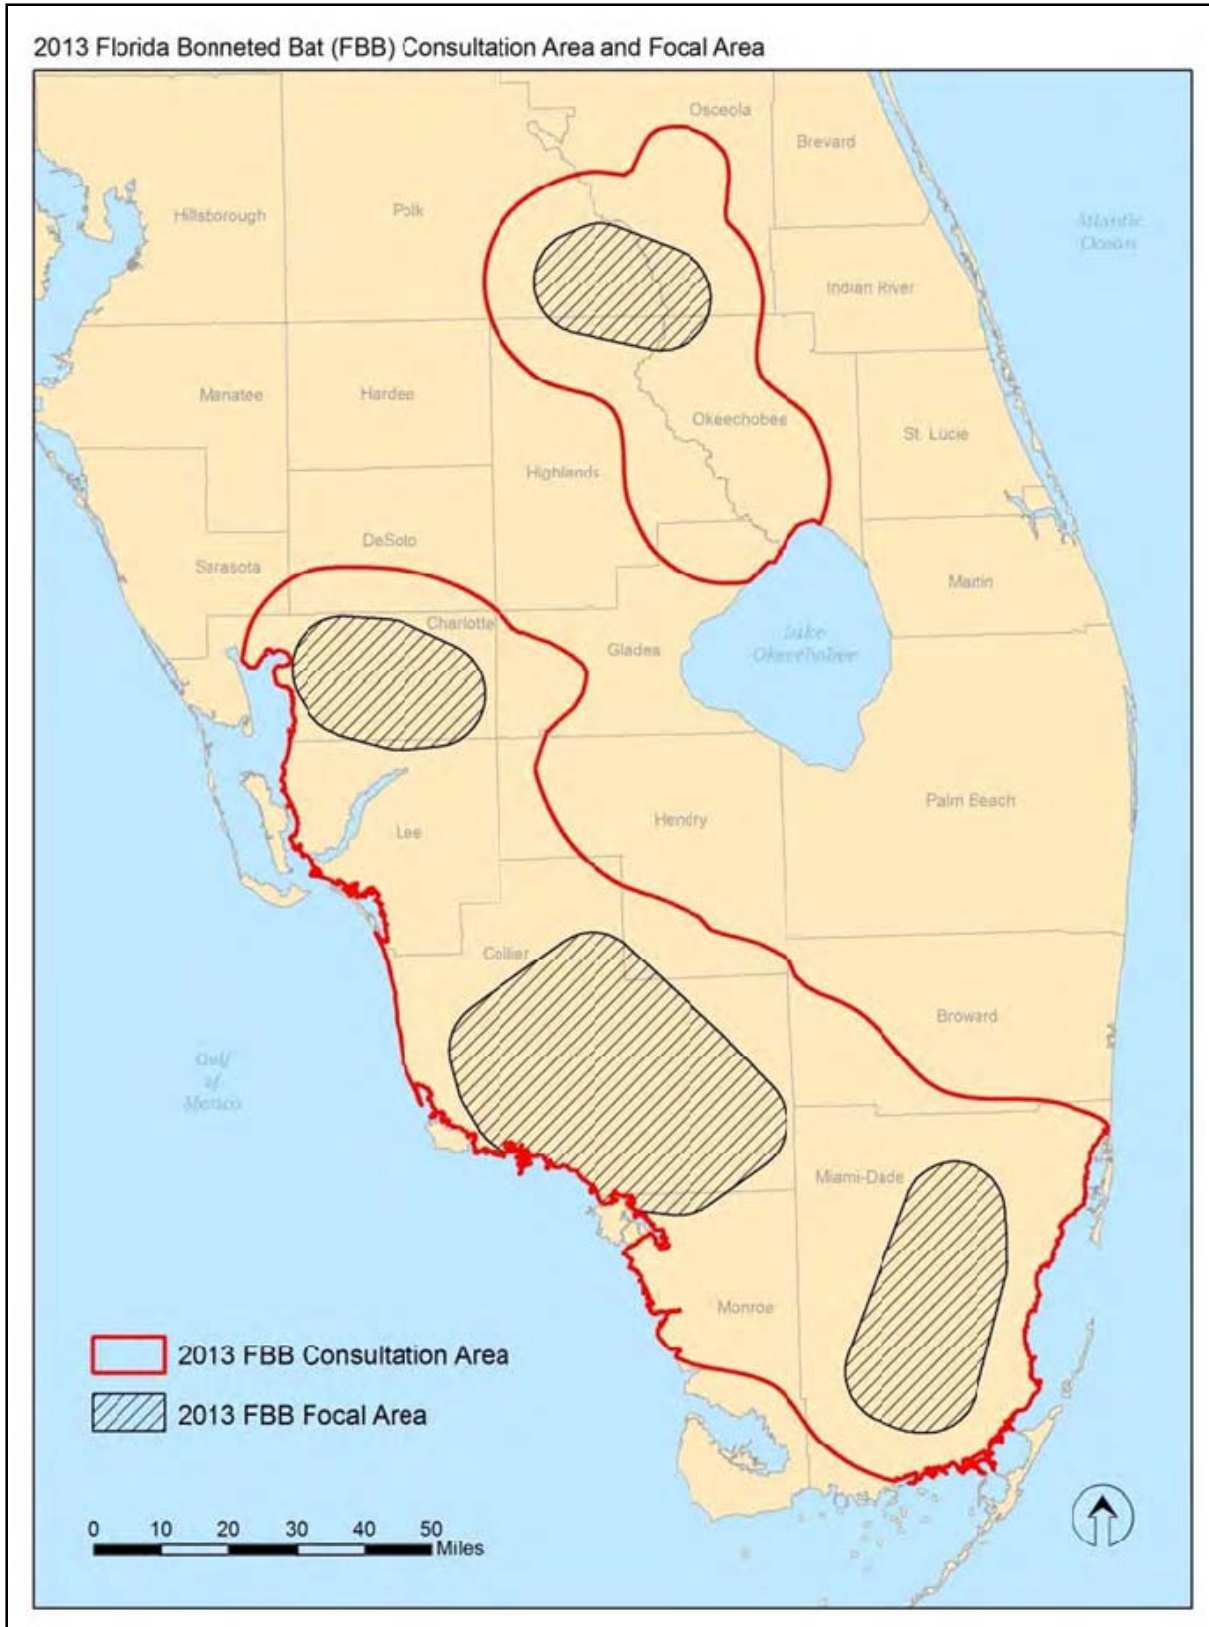 2013 Florida Bonneted Bat (FBB) Consultation Area and Focal Area
Osceola
Brevard
Hillsborough
Polk
Atlantic
Ocean
Indian River
Manatee
Hardee
Okeechobee
St. Lucie
Highlands
DeSoto
Sarasota
Martin
Charlotte
Glades
Lake
Okeechobee
Palm Beach
Hendry
Lee
Collier
Broward
Gulf
of
Mexico
Miami-Dade
Monroe
2013 FBB Consultation Area
2013 FBB Focal Area
0 10 20 30 40 50
Miles